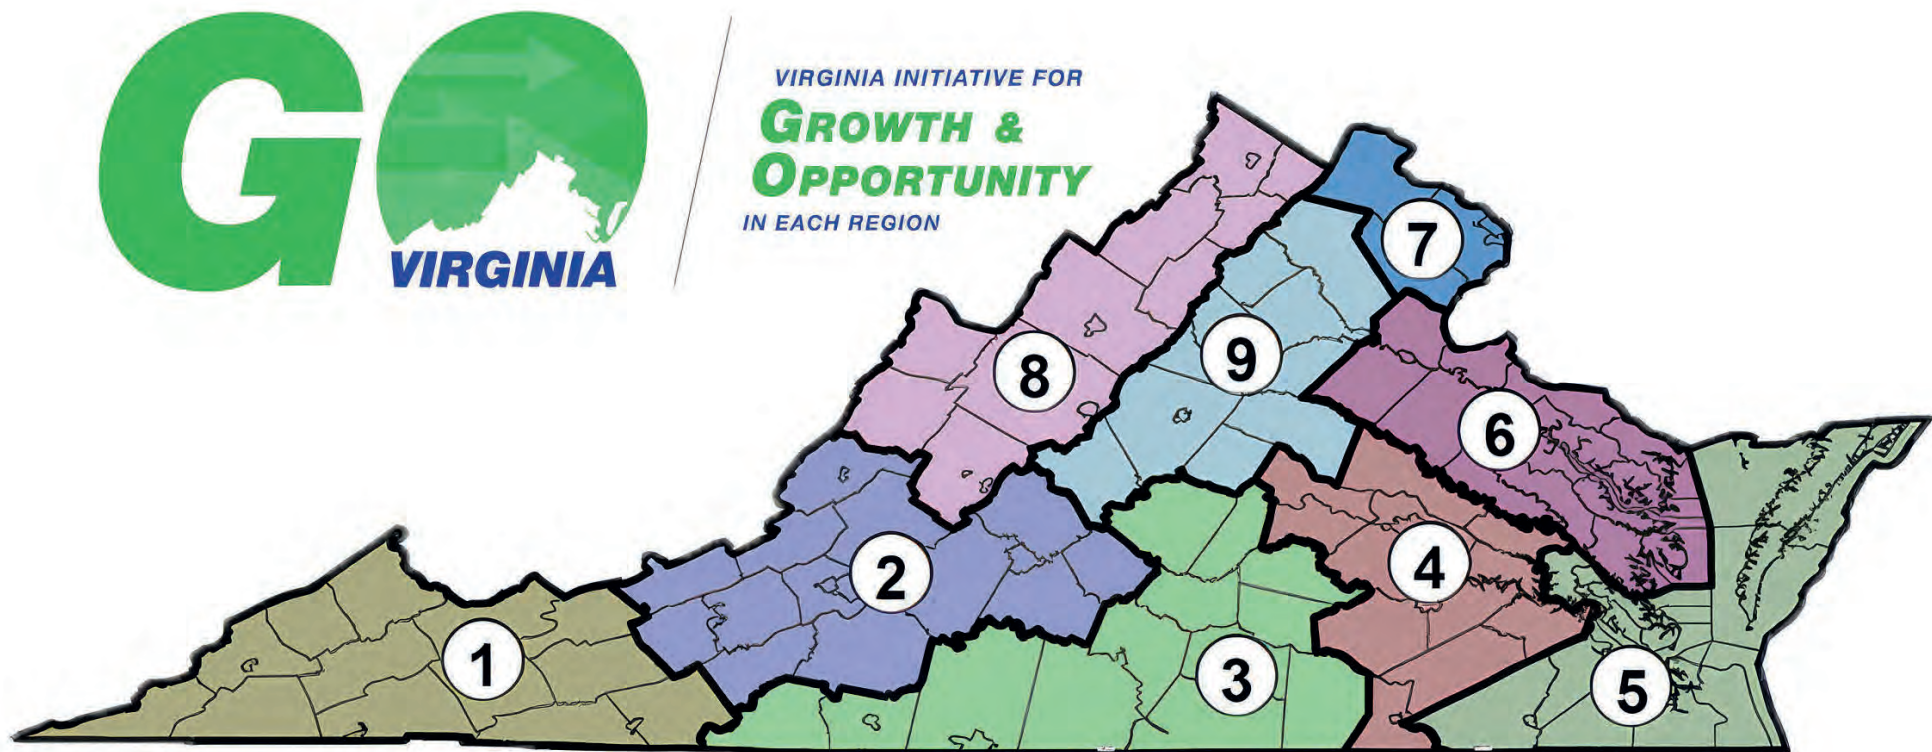 GO
VIRGINIA
VIRGINIA INITIATIVE FOR
GROWTH &
OPPORTUNITY
IN EACH REGION
7
9
8
6
4
2
1
3
5